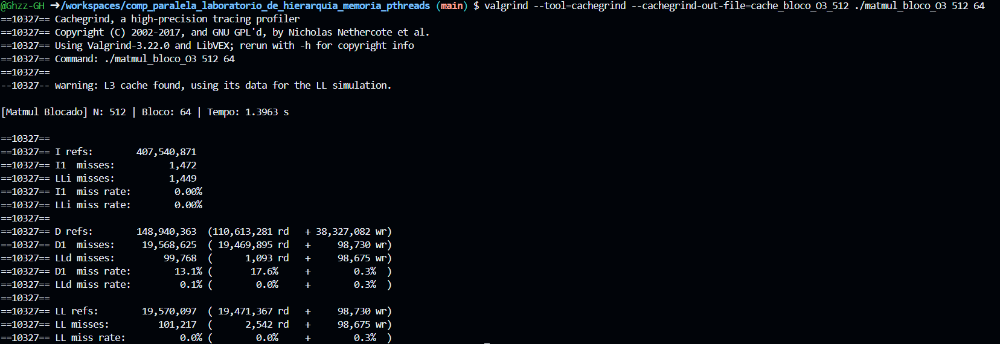 @Ghzz-GH ➜/workspaces/comp_paralela_laboratorio_de_hierarquia_memoria_pthreads (main) $ valgrind --tool=cachegrind --cachegrind-out-file=cache_bloco_O3_512 ./matmul_bloco_O3 512 64
==10327== Cachegrind, a high-precision tracing profiler
==10327== Copyright (C) 2002-2017, and GNU GPL'd, by Nicholas Nethercote et al.
==10327== Using Valgrind-3.22.0 and LibVEX; rerun with -h for copyright info
==10327== Command: ./matmul_bloco_O3 512 64
==10327==
--10327-- warning: L3 cache found, using its data for the LL simulation.
[Matmul Blocado] N: 512 | Bloco: 64 | Tempo: 1.3963 s
==10327==
==10327== I refs:        407,540,871
==10327== I1  misses:          1,472
==10327== LLi misses:          1,449
==10327== I1  miss rate:        0.00%
==10327== LLi miss rate:        0.00%
==10327==
==10327== D refs:        148,940,363  (110,613,281 rd   + 38,327,082 wr)
==10327== D1  misses:     19,568,625  ( 19,469,895 rd   +     98,730 wr)
==10327== LLd misses:         99,768  (      1,093 rd   +     98,675 wr)
==10327== D1  miss rate:        13.1% (       17.6%     +        0.3%  )
==10327== LLd miss rate:         0.1% (        0.0%     +        0.3%  )
==10327==
==10327== LL refs:        19,570,097  ( 19,471,367 rd   +     98,730 wr)
==10327== LL misses:         101,217  (      2,542 rd   +     98,675 wr)
==10327== LL miss rate:          0.0% (        0.0%     +        0.3%  )